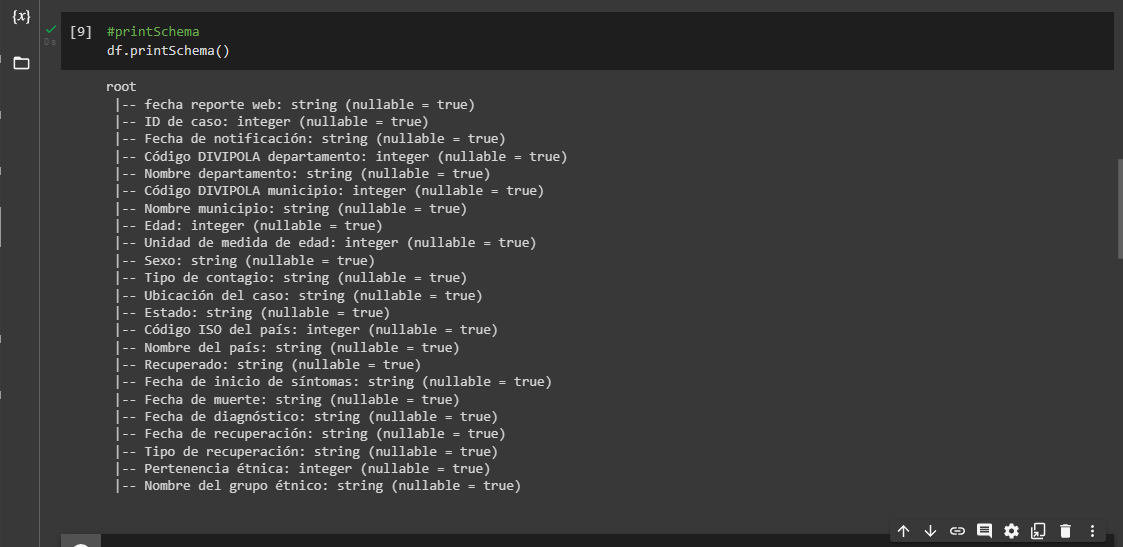 {x}
[9] #printSchema
0 s
df.printSchema()
root
|-- fecha reporte web: string (nullable = true)
|-- ID de caso: integer (nullable = true)
|-- Fecha de notificación: string (nullable = true)
|-- Código DIVIPOLA departamento: integer (nullable = true)
|-- Nombre departamento: string (nullable = true)
|-- Código DIVIPOLA municipio: integer (nullable = true)
|-- Nombre municipio: string (nullable = true)
|-- Edad: integer (nullable = true)
|-- Unidad de medida de edad: integer (nullable = true)
|-- Sexo: string (nullable = true)
|-- Tipo de contagio: string (nullable = true)
|-- Ubicación del caso: string (nullable = true)
|-- Estado: string (nullable = true)
|-- Código ISO del país: integer (nullable = true)
|-- Nombre del país: string (nullable = true)
|-- Recuperado: string (nullable = true)
|-- Fecha de inicio de síntomas: string (nullable = true)
|-- Fecha de muerte: string (nullable = true)
|-- Fecha de diagnóstico: string (nullable = true)
|-- Fecha de recuperación: string (nullable = true)
|-- Tipo de recuperación: string (nullable = true)
|-- Pertenencia étnica: integer (nullable = true)
|-- Nombre del grupo étnico: string (nullable = true)